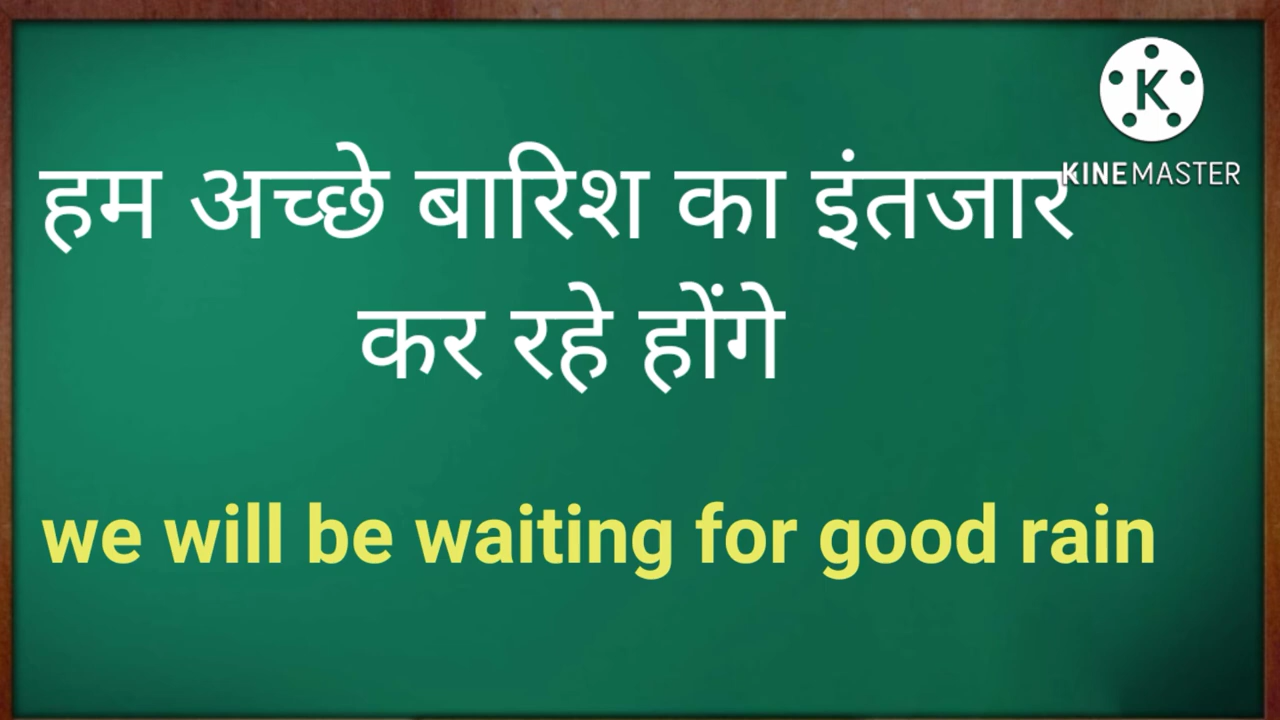 K
KINEMASTER
हम अच्छे बारिश का इंतजार
कर रहे होंगे
we will be waiting for good rain